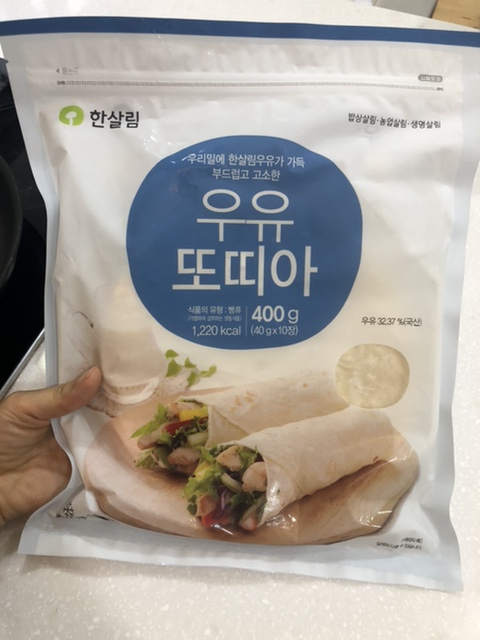 한살림
밥상살림·농업살림·생명살림
우리밀에 한살림우유가 가득
부드럽고 고소한
우유
또띠아
식품의 유형 : 빵류
1,220 kcal
400 g
(40 g x 10장)
우유 32.37 %(국산)